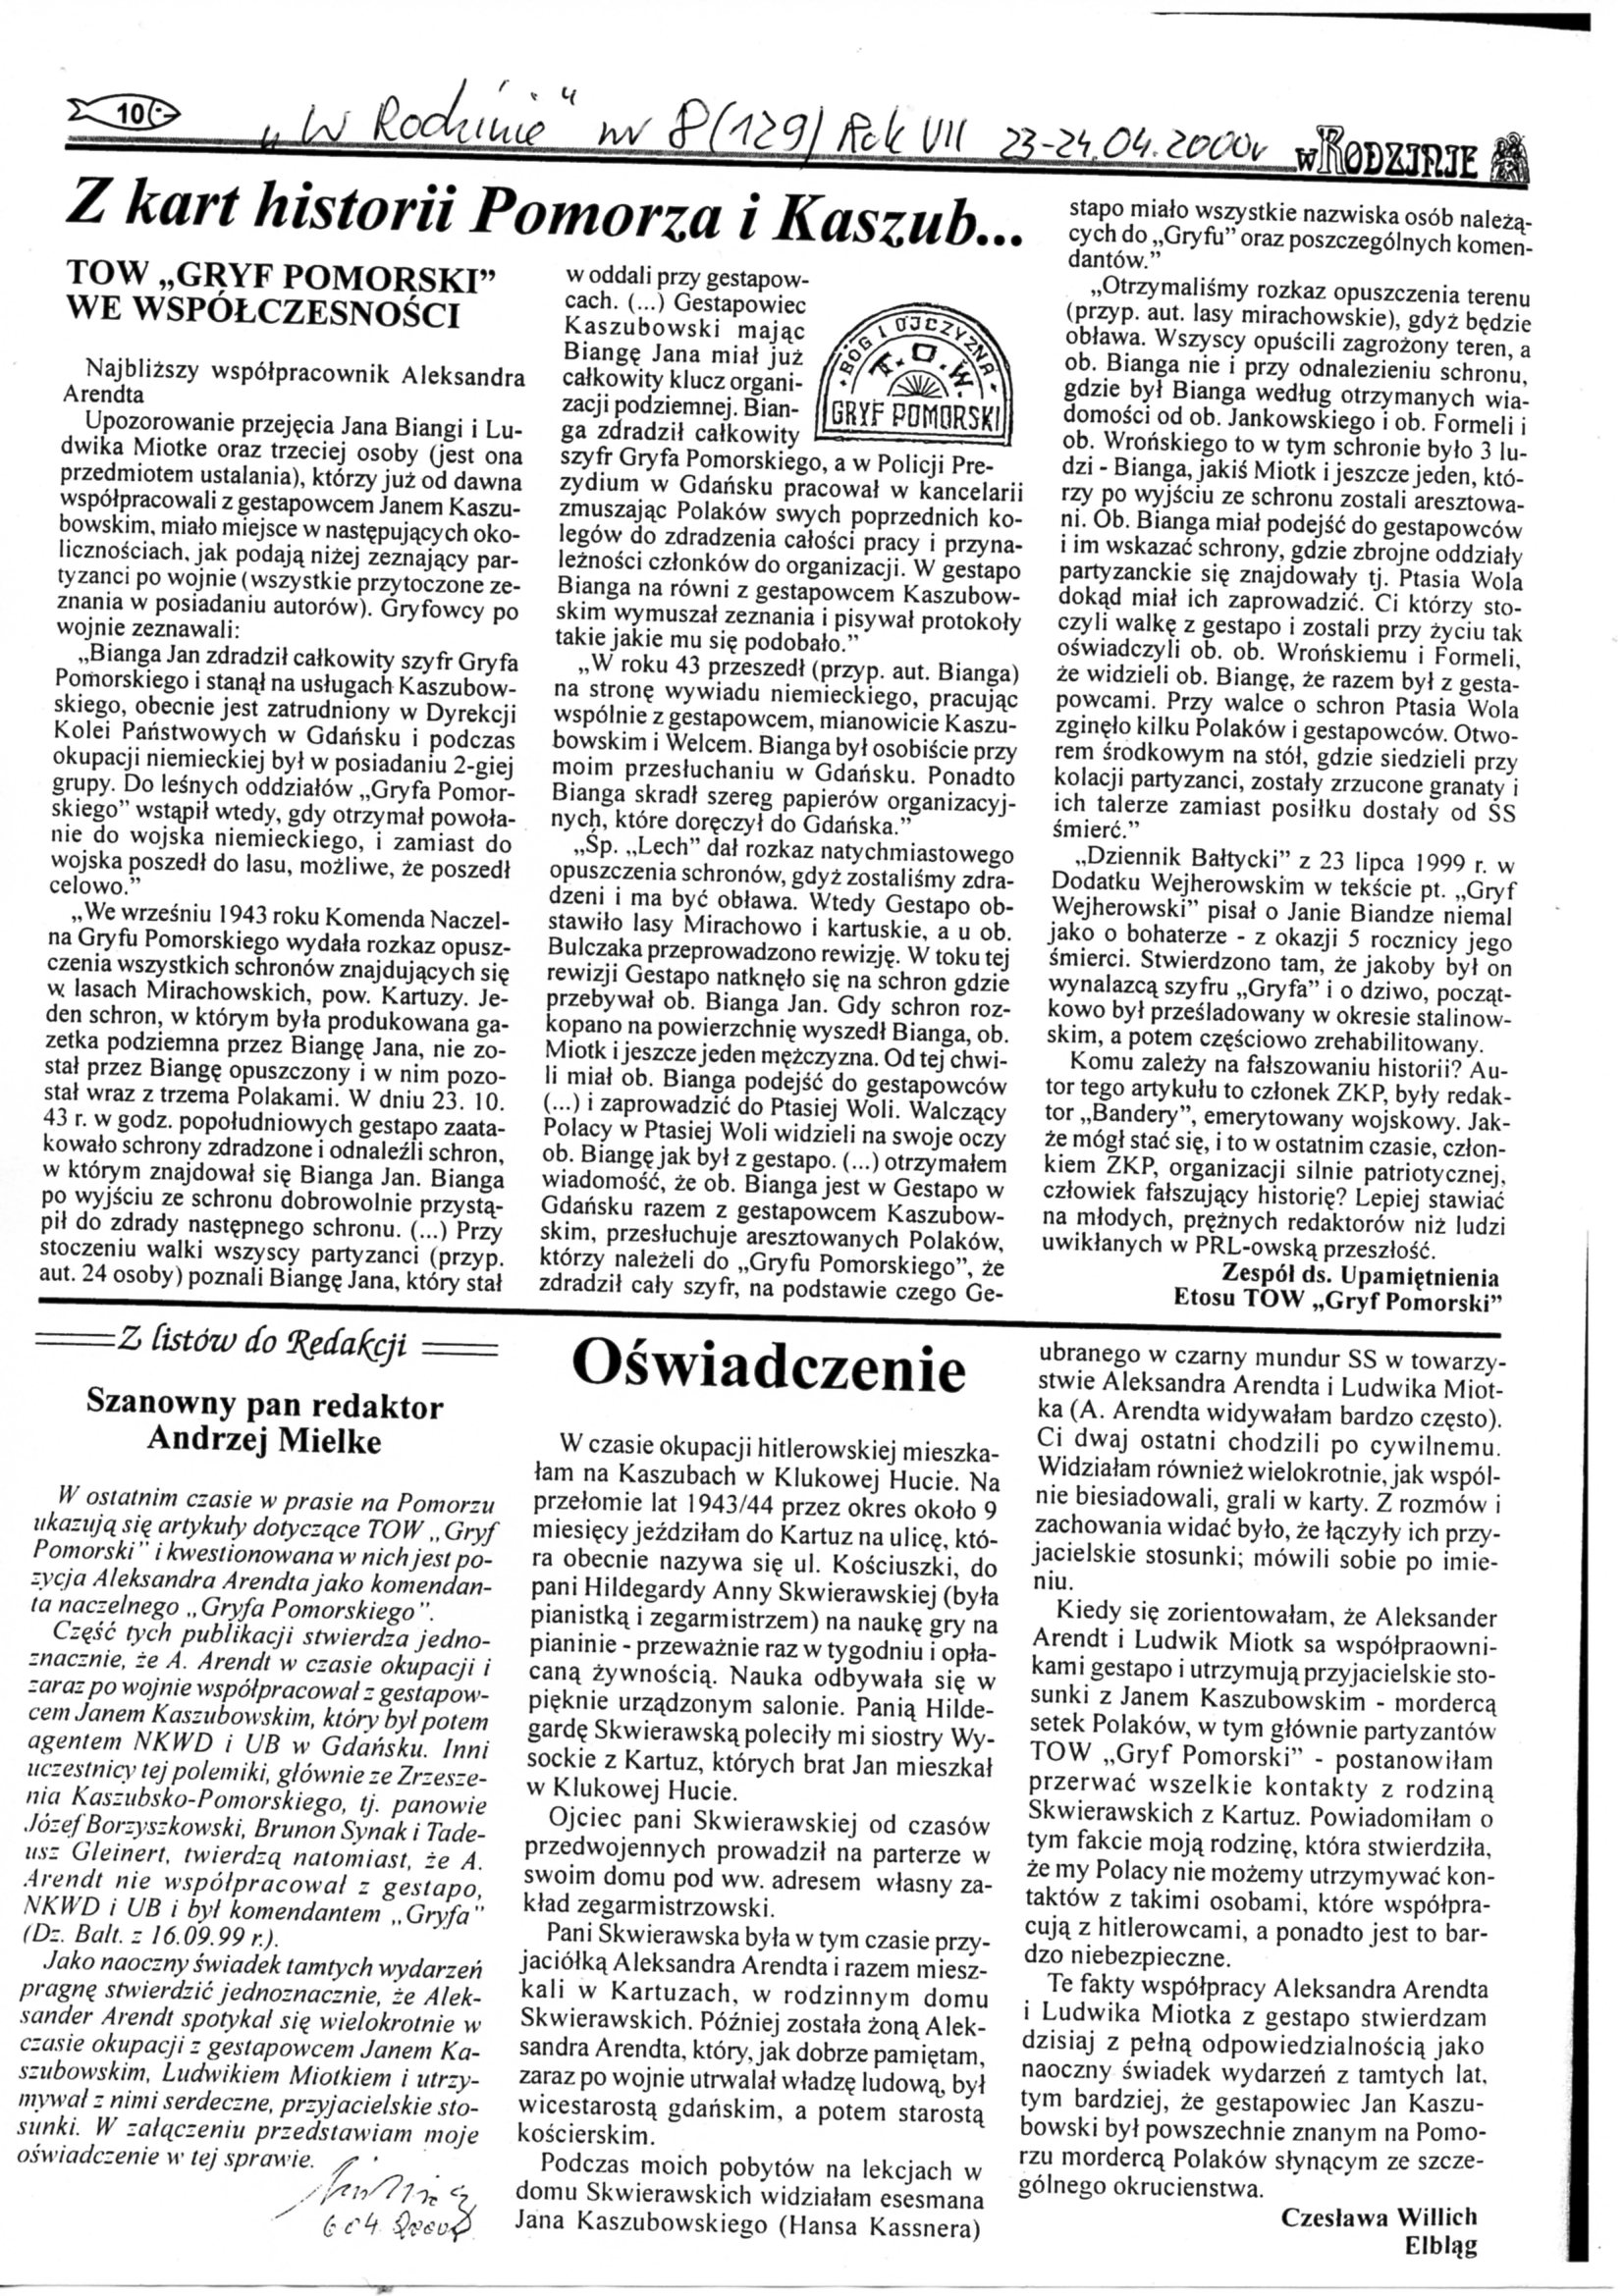 10
„W Rodzinie" nr 8(129) Rok VII 23-24.04.2000r
wRODZINIE
Z kart historii Pomorza i Kaszub...
TOW „GRYF POMORSKI”
WE WSPÓŁCZESNOŚCI
Najbliższy współpracownik Aleksandra
Arendta
Upozorowanie przejęcia Jana Biangi i Lu-
dwika Miotke oraz trzeciej osoby (jest ona
przedmiotem ustalania), którzy już od dawna
współpracowali z gestapowcem Janem Kaszu-
bowskim, miało miejsce w następujących oko-
licznościach, jak podają niżej zeznający par-
tyzanci po wojnie (wszystkie przytoczone ze-
znania w posiadaniu autorów). Gryfowcy po
wojnie zeznawali:
„Bianga Jan zdradził całkowity szyfr Gryfa
Pomorskiego i stanął na usługach Kaszubow-
skiego, obecnie jest zatrudniony w Dyrekcji
Kolei Państwowych w Gdańsku i podczas
okupacji niemieckiej był w posiadaniu 2-giej
grupy. Do leśnych oddziałów „Gryfa Pomor-
skiego” wstąpił wtedy, gdy otrzymał powoła-
nie do wojska niemieckiego, i zamiast do
wojska poszedł do lasu, możliwe, że poszedł
celowo.”
„We wrześniu 1943 roku Komenda Naczel-
na Gryfu Pomorskiego wydała rozkaz opusz-
czenia wszystkich schronów znajdujących się
w lasach Mirachowskich, pow. Kartuzy. Je-
den schron, w którym była produkowana ga-
zetka podziemna przez Biangę Jana, nie zo-
stał przez Biangę opuszczony i w nim pozo-
stał wraz z trzema Polakami. W dniu 23. 10.
43 r. w godz. popołudniowych gestapo zaata-
kowało schrony zdradzone i odnaleźli schron,
w którym znajdował się Bianga Jan. Bianga
po wyjściu ze schronu dobrowolnie przystą-
pił do zdrady następnego schronu. (...) Przy
stoczeniu walki wszyscy partyzanci (przyp.
aut. 24 osoby) poznali Biangę Jana, który stał
w oddali przy gestapow-
cach. (...) Gestapowiec
Kaszubowski mając
Biangę Jana miał już
całkowity klucz organi-
zacji podziemnej. Bian-
ga zdradził całkowity
BÓG I OJCZYZNA
T.O.W.
GRYF POMORSKI
szyfr Gryfa Pomorskiego, a w Policji Pre-
zydium w Gdańsku pracował w kancelarii
zmuszając Polaków swych poprzednich ko-
legów do zdradzenia całości pracy i przyna-
leżności członków do organizacji. W gestapo
Bianga na równi z gestapowcem Kaszubow-
skim wymuszał zeznania i pisywał protokoły
takie jakie mu się podobało.”
„W roku 43 przeszedł (przyp. aut. Bianga)
na stronę wywiadu niemieckiego, pracując
wspólnie z gestapowcem, mianowicie Kaszu-
bowskim i Welcem. Bianga był osobiście przy
moim przesłuchaniu w Gdańsku. Ponadto
Bianga skradł szereg papierów organizacyj-
nych, które doręczył do Gdańska.”
„Śp. „Lech” dał rozkaz natychmiastowego
opuszczenia schronów, gdyż zostaliśmy zdra-
dzeni i ma być obława. Wtedy Gestapo ob-
stawiło lasy Mirachowo i kartuskie, a u ob.
Bulczaka przeprowadzono rewizję. W toku tej
rewizji Gestapo natknęło się na schron gdzie
przebywał ob. Bianga Jan. Gdy schron roz-
kopano na powierzchnię wyszedł Bianga, ob.
Miotk i jeszcze jeden mężczyzna. Od tej chwi-
li miał ob. Bianga podejść do gestapowców
(...) i zaprowadzić do Ptasiej Woli. Walczący
Polacy w Ptasiej Woli widzieli na swoje oczy
ob. Biangę jak był z gestapo. (...) otrzymałem
wiadomość, że ob. Bianga jest w Gestapo w
Gdańsku razem z gestapowcem Kaszubow-
skim, przesłuchuje aresztowanych Polaków,
którzy należeli do „Gryfu Pomorskiego”, że
zdradził cały szyfr, na podstawie czego Ge-
stapo miało wszystkie nazwiska osób należą-
cych do „Gryfu” oraz poszczególnych komen-
dantów.”
„Otrzymaliśmy rozkaz opuszczenia terenu
(przyp. aut. lasy mirachowskie), gdyż będzie
obława. Wszyscy opuścili zagrożony teren, a
ob. Bianga nie i przy odnalezieniu schronu,
gdzie był Bianga według otrzymanych wia-
domości od ob. Jankowskiego i ob. Formeli i
ob. Wrońskiego to w tym schronie było 3 lu-
dzi - Bianga, jakiś Miotk i jeszcze jeden, któ-
rzy po wyjściu ze schronu zostali aresztowa-
ni. Ob. Bianga miał podejść do gestapowców
i im wskazać schrony, gdzie zbrojne oddziały
partyzanckie się znajdowały tj. Ptasia Wola
dokąd miał ich zaprowadzić. Ci którzy sto-
czyli walkę z gestapo i zostali przy życiu tak
oświadczyli ob. ob. Wrońskiemu i Formeli,
że widzieli ob. Biangę, że razem był z gesta-
powcami. Przy walce o schron Ptasia Wola
zginęło kilku Polaków i gestapowców. Otwo-
rem środkowym na stół, gdzie siedzieli przy
kolacji partyzanci, zostały zrzucone granaty i
ich talerze zamiast posiłku dostały od SS
śmierć.”
„Dziennik Bałtycki” z 23 lipca 1999 r. w
Dodatku Wejherowskim w tekście pt. „Gryf
Wejherowski” pisał o Janie Biandze niemal
jako o bohaterze - z okazji 5 rocznicy jego
śmierci. Stwierdzono tam, że jakoby był on
wynalazcą szyfru „Gryfa” i o dziwo, począt-
kowo był prześladowany w okresie stalinow-
skim, a potem częściowo zrehabilitowany.
Komu zależy na fałszowaniu historii? Au-
tor tego artykułu to członek ZKP, były redak-
tor „Bandery”, emerytowany wojskowy. Jak-
że mógł stać się, i to w ostatnim czasie, człon-
kiem ZKP, organizacji silnie patriotycznej,
człowiek fałszujący historię? Lepiej stawiać
na młodych, prężnych redaktorów niż ludzi
uwikłanych w PRL-owską przeszłość.
Zespół ds. Upamiętnienia
Etosu TOW „Gryf Pomorski”
Z listów do Redakcji
Szanowny pan redaktor
Andrzej Mielke
W ostatnim czasie w prasie na Pomorzu
ukazują się artykuły dotyczące TOW „Gryf
Pomorski” i kwestionowana w nich jest po-
zycja Aleksandra Arendta jako komendan-
ta naczelnego „Gryfa Pomorskiego”.
Część tych publikacji stwierdza jedno-
znacznie, że A. Arendt w czasie okupacji i
zaraz po wojnie współpracował z gestapow-
cem Janem Kaszubowskim, który był potem
agentem NKWD i UB w Gdańsku. Inni
uczestnicy tej polemiki, głównie ze Zrzesze-
nia Kaszubsko-Pomorskiego, tj. panowie
Józef Borzyszkowski, Brunon Synak i Tade-
usz Gleinert, twierdzą natomiast, że A.
Arendt nie współpracował z gestapo,
NKWD i UB i był komendantem „Gryfa”
(Dz. Bałt. z 16.09.99 r.).
Jako naoczny świadek tamtych wydarzeń
pragnę stwierdzić jednoznacznie, że Alek-
sander Arendt spotykał się wielokrotnie w
czasie okupacji z gestapowcem Janem Ka-
szubowskim, Ludwikiem Miotkiem i utrzy-
mywał z nimi serdeczne, przyjacielskie sto-
sunki. W załączeniu przedstawiam moje
oświadczenie w tej sprawie.
Oświadczenie
W czasie okupacji hitlerowskiej mieszka-
łam na Kaszubach w Klukowej Hucie. Na
przełomie lat 1943/44 przez okres około 9
miesięcy jeździłam do Kartuz na ulicę, któ-
ra obecnie nazywa się ul. Kościuszki, do
pani Hildegardy Anny Skwierawskiej (była
pianistką i zegarmistrzem) na naukę gry na
pianinie - przeważnie raz w tygodniu i opła-
caną żywnością. Nauka odbywała się w
pięknie urządzonym salonie. Panią Hilde-
gardę Skwierawską poleciły mi siostry Wy-
sockie z Kartuz, których brat Jan mieszkał
w Klukowej Hucie.
Ojciec pani Skwierawskiej od czasów
przedwojennych prowadził na parterze w
swoim domu pod ww. adresem własny za-
kład zegarmistrzowski.
Pani Skwierawska była w tym czasie przy-
jaciółką Aleksandra Arendta i razem miesz-
kali w Kartuzach, w rodzinnym domu
Skwierawskich. Później została żoną Alek-
sandra Arendta, który, jak dobrze pamiętam,
zaraz po wojnie utrwalał władzę ludową, był
wicestarostą gdańskim, a potem starostą
kościerskim.
Podczas moich pobytów na lekcjach w
domu Skwierawskich widziałam esesmana
Jana Kaszubowskiego (Hansa Kassnera)
ubranego w czarny mundur SS w towarzy-
stwie Aleksandra Arendta i Ludwika Miot-
ka (A. Arendta widywałam bardzo często).
Ci dwaj ostatni chodzili po cywilnemu.
Widziałam również wielokrotnie, jak wspól-
nie biesiadowali, grali w karty. Z rozmów i
zachowania widać było, że łączyły ich przy-
jacielskie stosunki; mówili sobie po imie-
niu.
Kiedy się zorientowałam, że Aleksander
Arendt i Ludwik Miotk sa współpraowni-
kami gestapo i utrzymują przyjacielskie sto-
sunki z Janem Kaszubowskim - mordercą
setek Polaków, w tym głównie partyzantów
TOW „Gryf Pomorski” - postanowiłam
przerwać wszelkie kontakty z rodziną
Skwierawskich z Kartuz. Powiadomiłam o
tym fakcie moją rodzinę, która stwierdziła,
że my Polacy nie możemy utrzymywać kon-
taktów z takimi osobami, które współpra-
cują z hitlerowcami, a ponadto jest to bar-
dzo niebezpieczne.
Te fakty współpracy Aleksandra Arendta
i Ludwika Miotka z gestapo stwierdzam
dzisiaj z pełną odpowiedzialnością jako
naoczny świadek wydarzeń z tamtych lat,
tym bardziej, że gestapowiec Jan Kaszu-
bowski był powszechnie znanym na Pomo-
rzu mordercą Polaków słynącym ze szcze-
gólnego okrucienstwa.
Czesława Willich
Elbląg